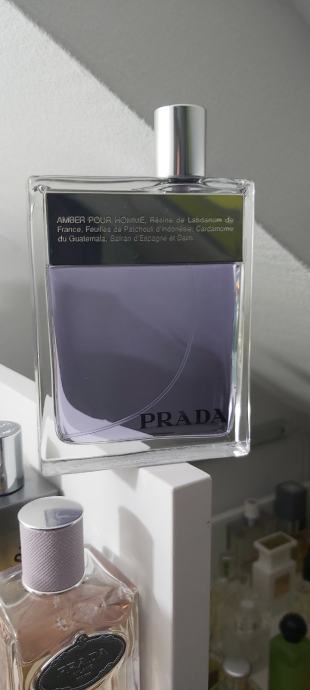 AMBER POUR HOMME, Résine de Labdanum de
France, Feuilles de Patchouli d'Indonésie, Cardamome
du Guatemala, Safran d'Espagne et Daim.
PRADA
PRADA